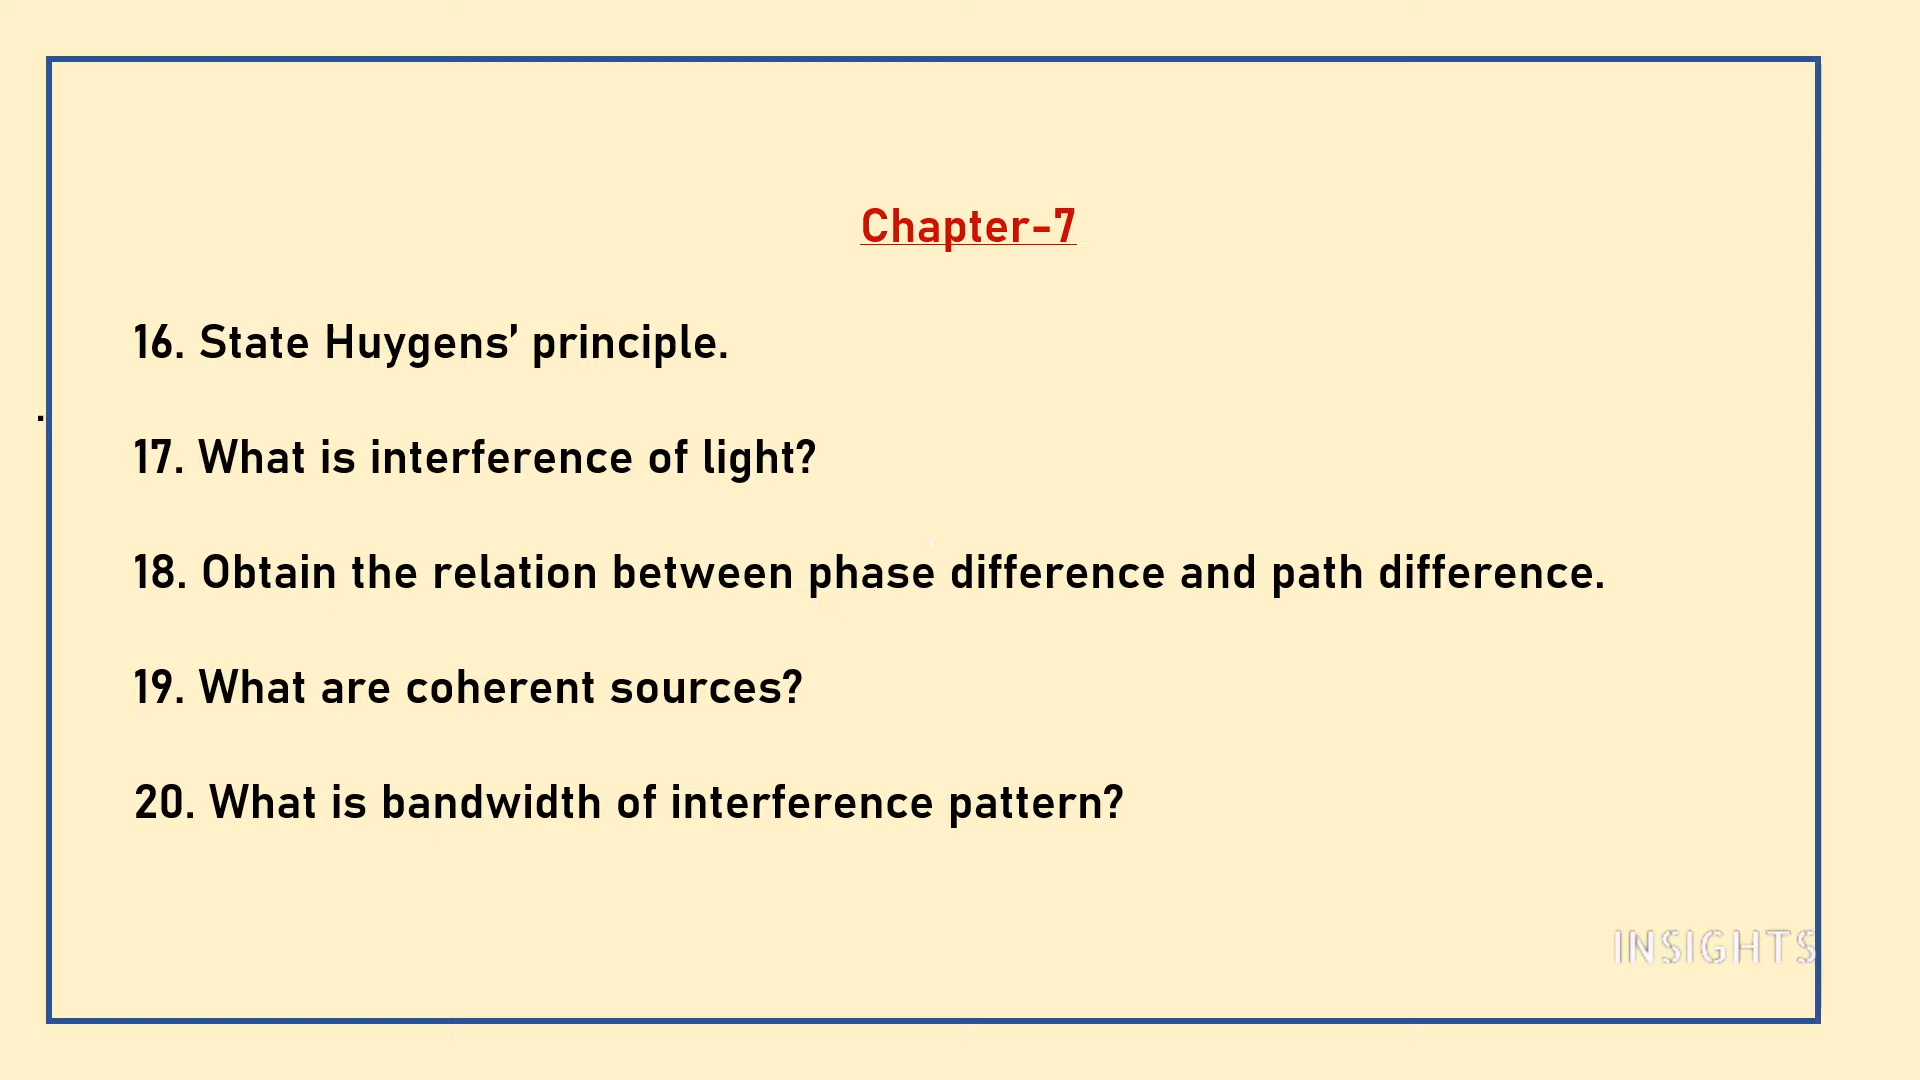 Chapter-7
16. State Huygens’ principle.
17. What is interference of light?
18. Obtain the relation between phase difference and path difference.
19. What are coherent sources?
20. What is bandwidth of interference pattern?
INSIGHTS